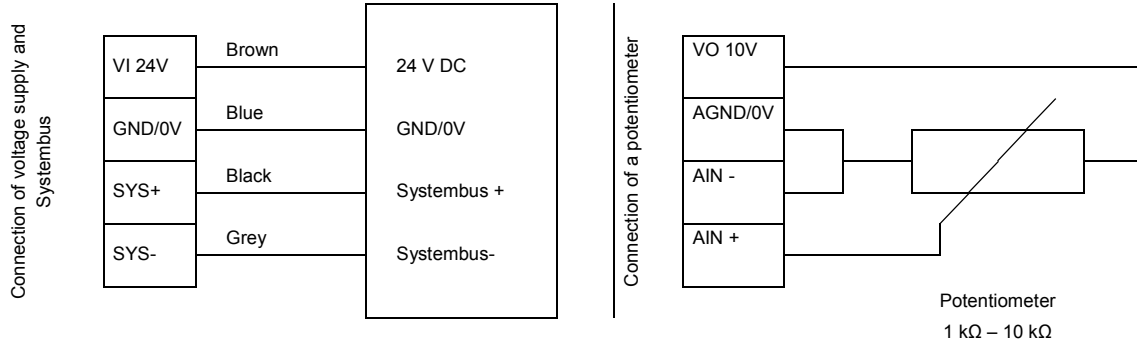 Connection of voltage supply and
Systembus
VI 24V
GND/0V
SYS+
SYS-
Brown
Blue
Black
Grey
24 V DC
GND/0V
Systembus +
Systembus-
Connection of a potentiometer
VO 10V
AGND/0V
AIN -
AIN +
Potentiometer
1 kΩ – 10 kΩ